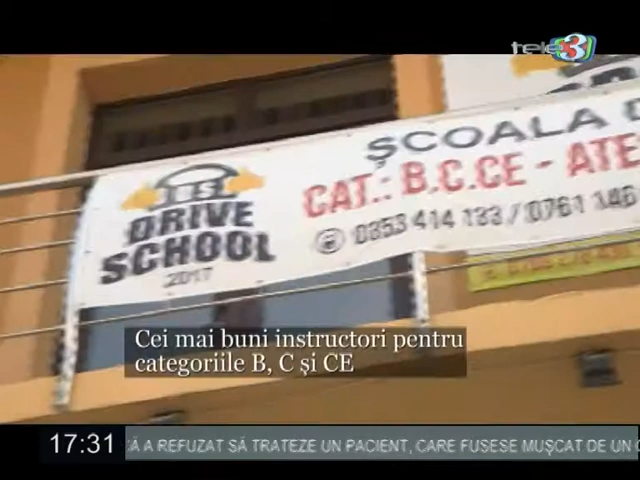 tele3
ȘCOALA
DRIVE
SCHOOL
2017
CAT.: B.C.CE - ATE
0353 414 133 / 0761 146
Cei mai buni instructori pentru
categoriile B, C și CE
17:31
Ă A REFUZAT SĂ TRATEZE UN PACIENT, CARE FUSESE MUȘCAT DE UN